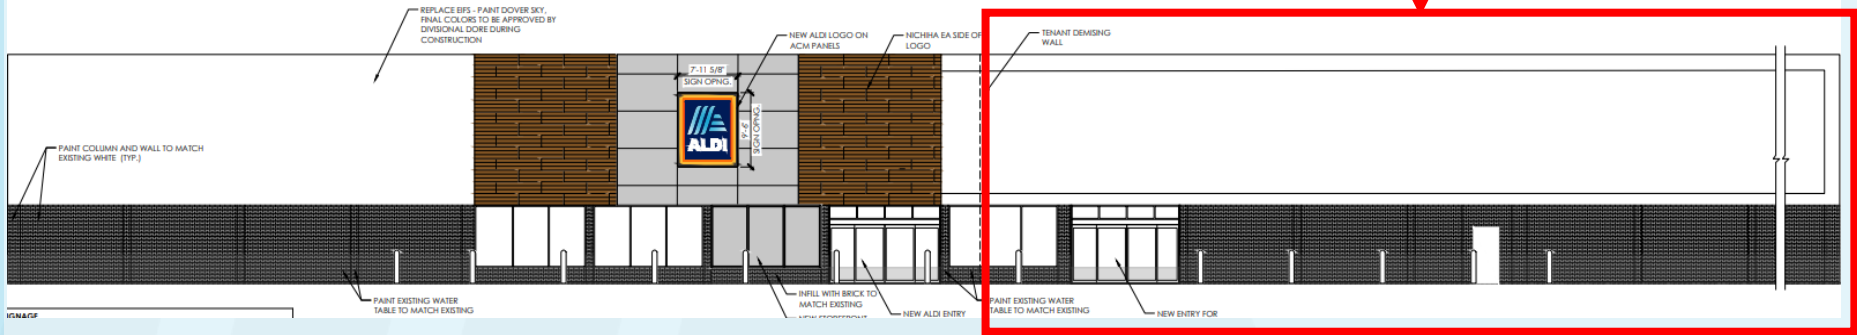 REPLACE EIFS - PAINT DOVER SKY,
FINAL COLORS TO BE APPROVED BY
DIVISIONAL DORE DURING
CONSTRUCTION
NEW ALDI LOGO ON
ACM PANELS
NICHIHA EA SIDE OF
LOGO
TENANT DEMISING
WALL
7'-11 5/8"
SIGN OPNG.
9'-6"
SIGN OPNG.
ALDI
PAINT COLUMN AND WALL TO MATCH
EXISTING WHITE (TYP.)
PAINT EXISTING WATER
TABLE TO MATCH EXISTING
INFILL WITH BRICK TO
MATCH EXISTING
NEW STOREFRONT
NEW ALDI ENTRY
PAINT EXISTING WATER
TABLE TO MATCH EXISTING
NEW ENTRY FOR
IGNAGE